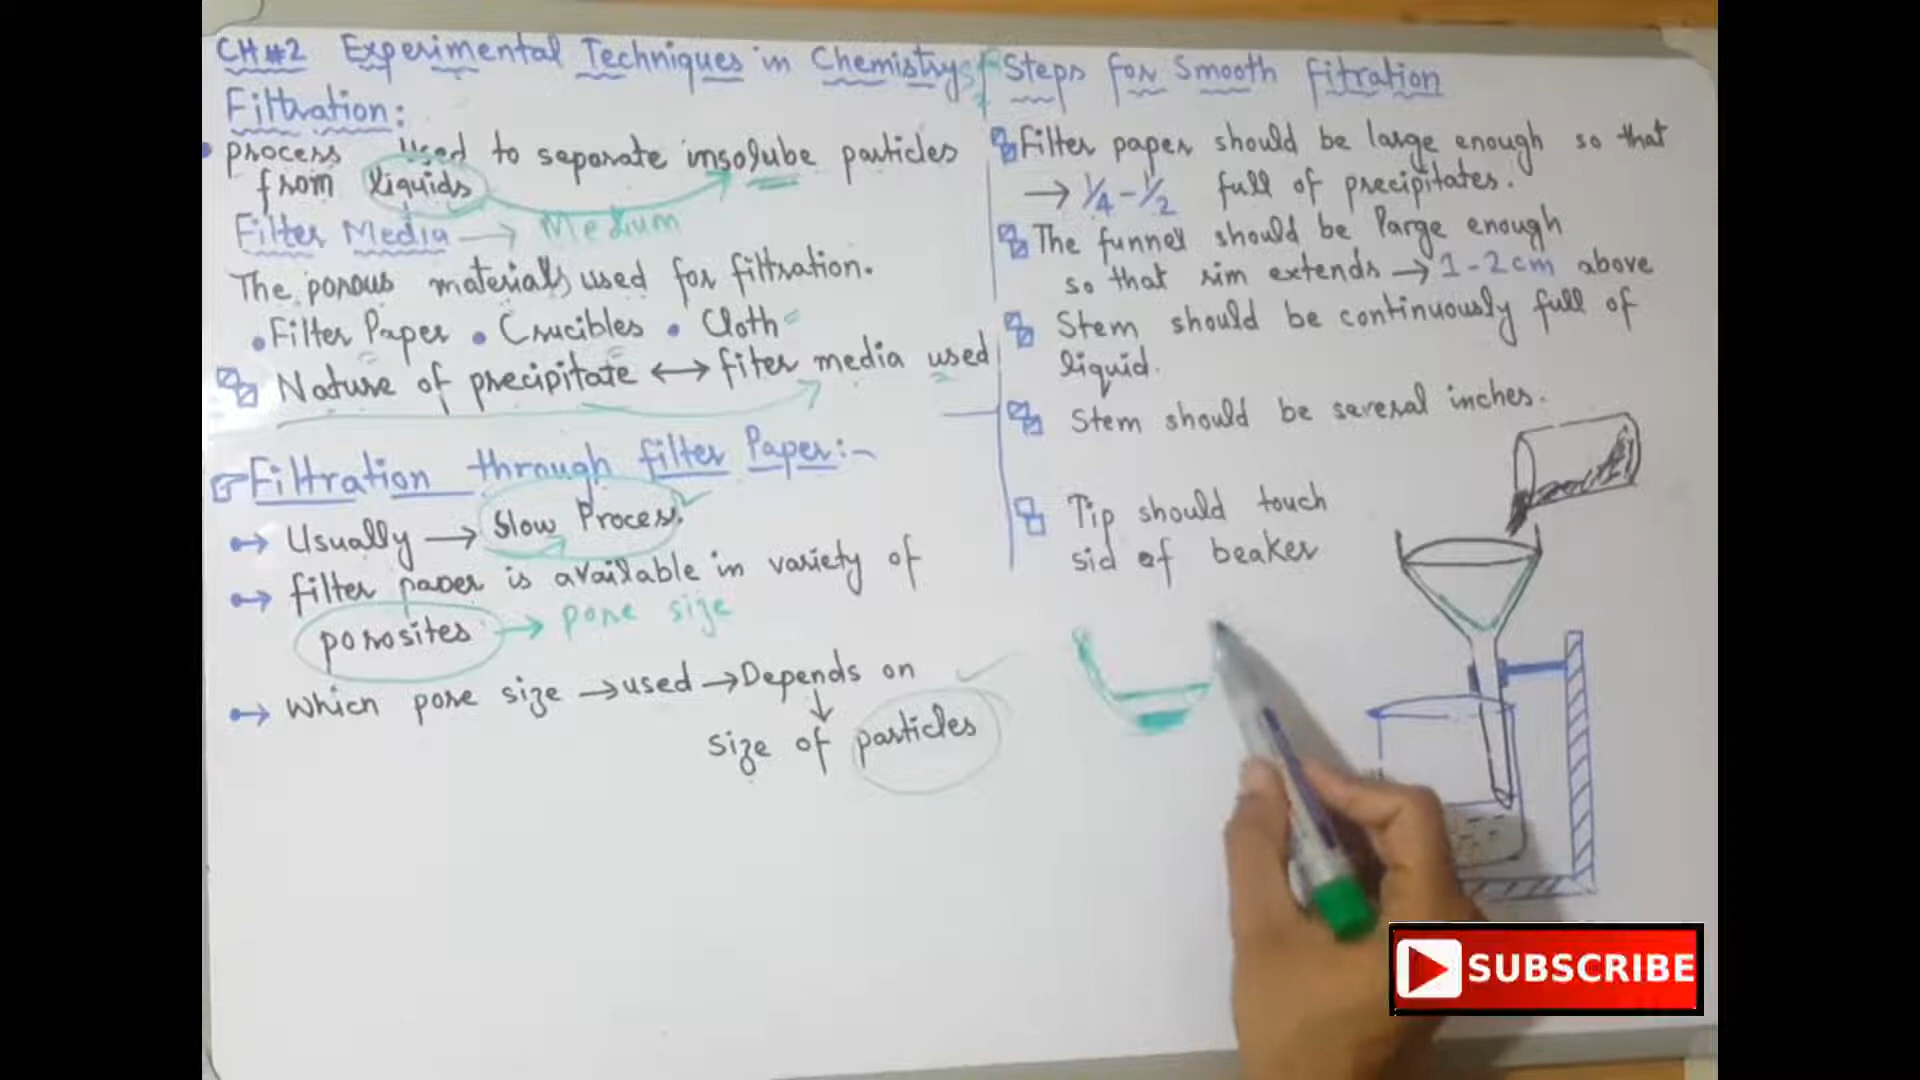 CH#2 Experimental Techniques in Chemistry
Filtration:
process used to separate insolube particles
from liquids
Filter Media → Medium
The porous materials used for filtration.
• Filter Paper • Crucibles • Cloth
Nature of precipitate ↔ fiter media used
Filtration through filter Paper:-
Usually → Slow Process.
filter paper is available in variety of
porosites → pore size
Which pore size → used → Depends on
↓
size of particles
Steps for Smooth fitration
Filter paper should be large enough so that
→ 1/4 - 1/2 full of precipitates.
The funnel should be large enough
so that rim extends → 1-2cm above
Stem should be continuously full of
liquid.
Stem should be several inches.
Tip should touch
sid of beaker
SUBSCRIBE